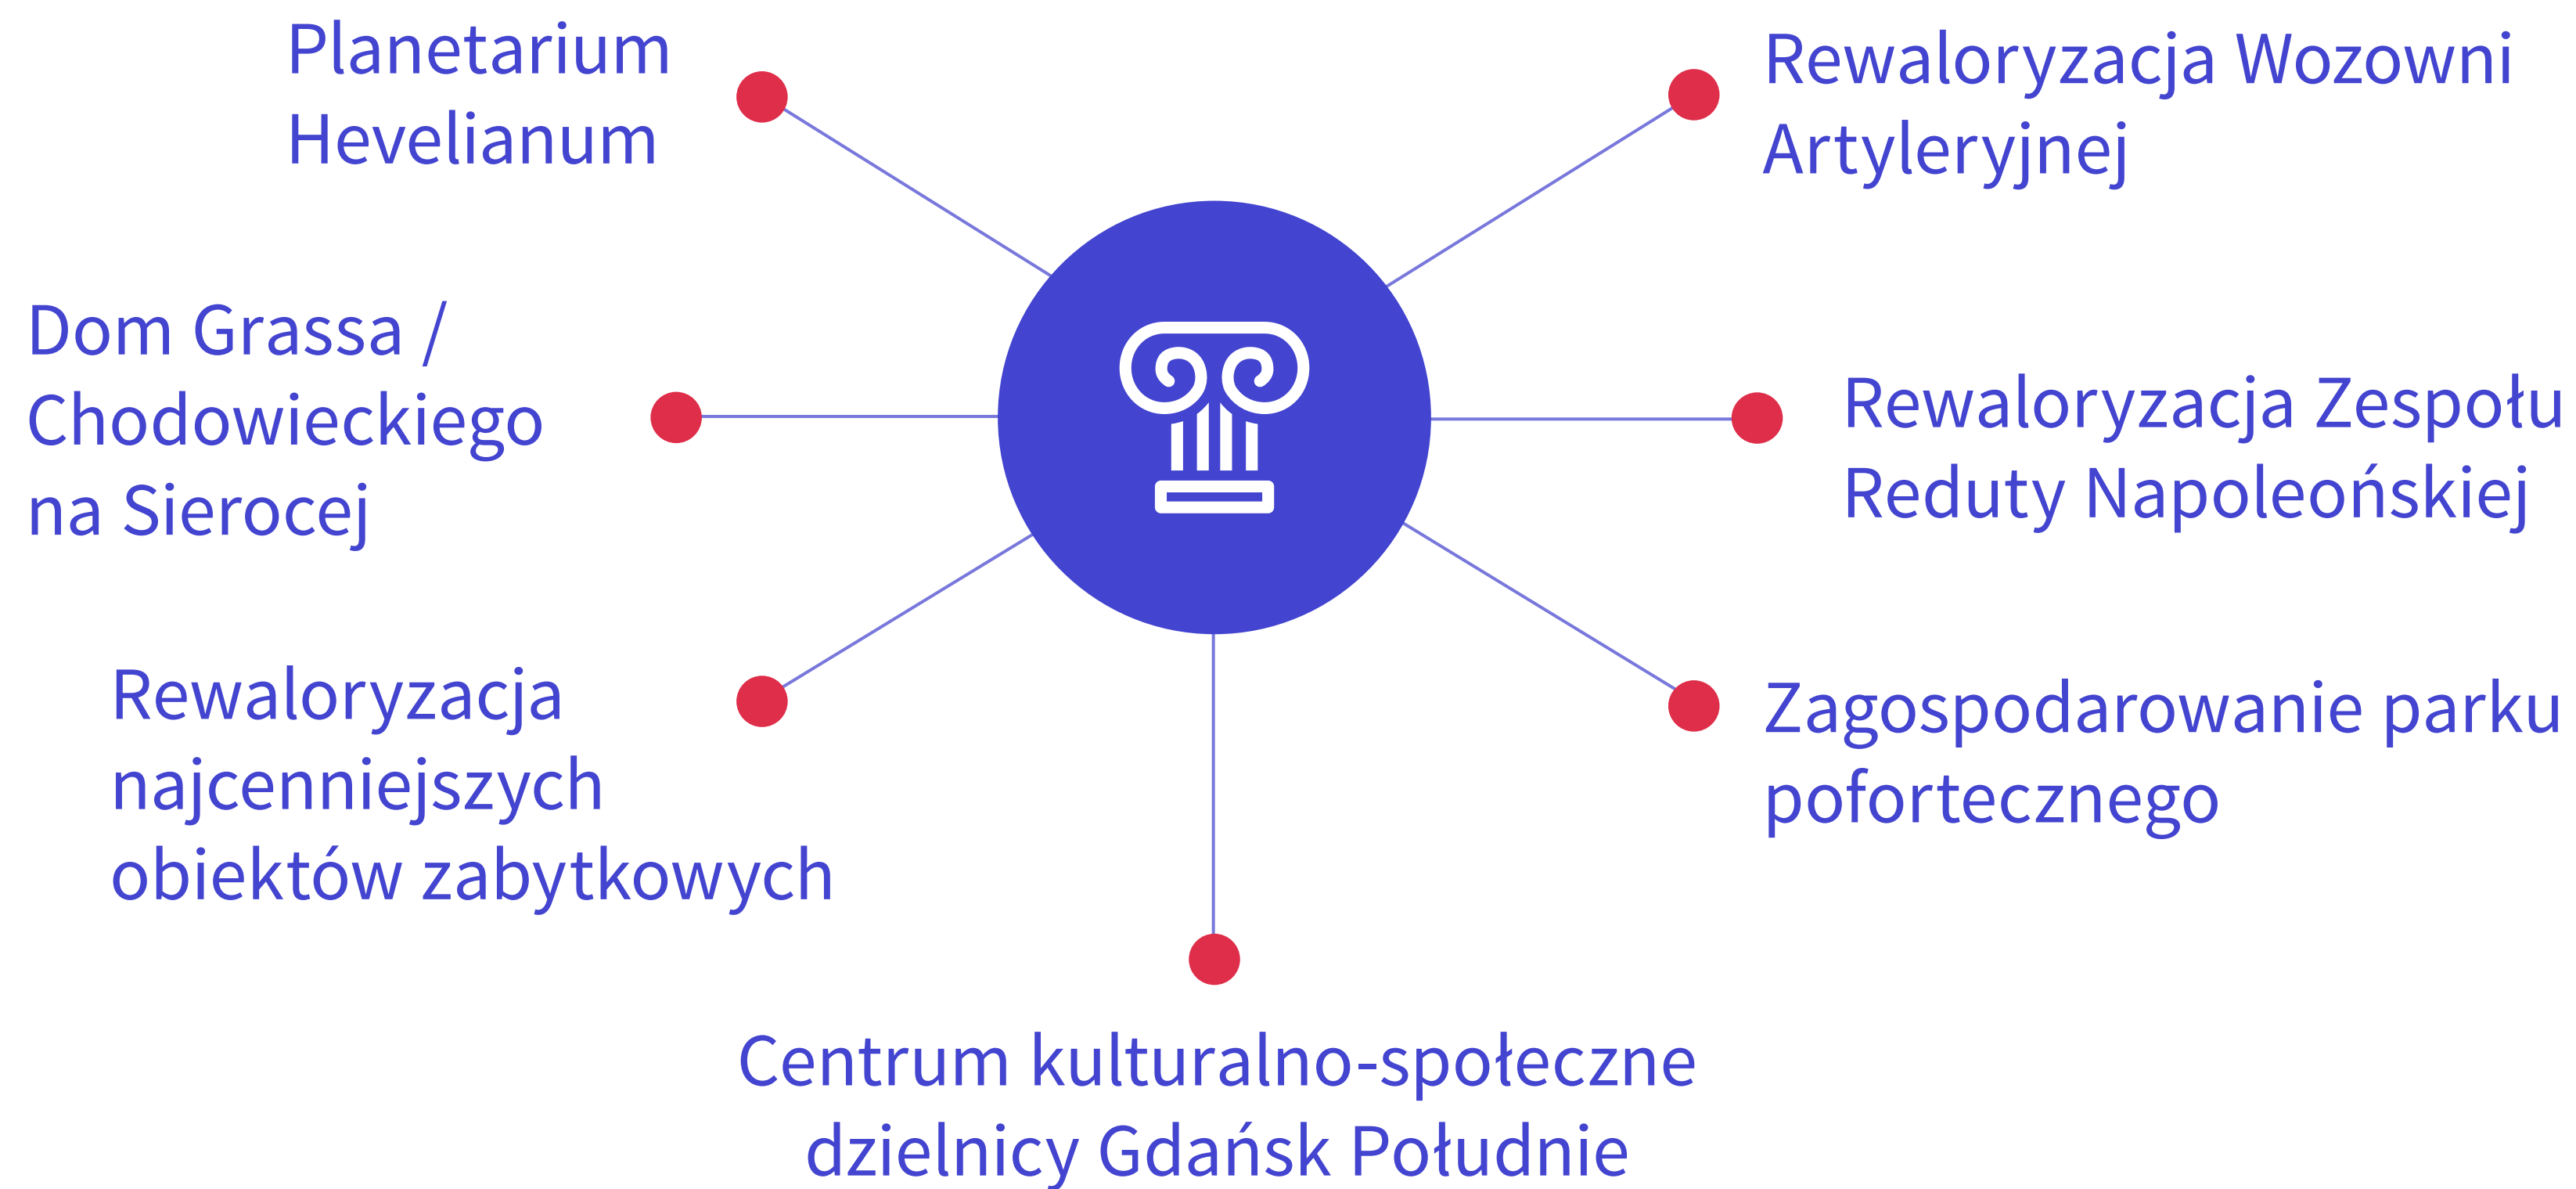 Planetarium
Hevelianum
Rewaloryzacja Wozowni
Artyleryjnej
Dom Grassa /
Chodowieckiego
na Sierocej
Rewaloryzacja Zespołu
Reduty Napoleońskiej
Rewaloryzacja
najcenniejszych
obiektów zabytkowych
Zagospodarowanie parku
pofortecznego
Centrum kulturalno-społeczne
dzielnicy Gdańsk Południe